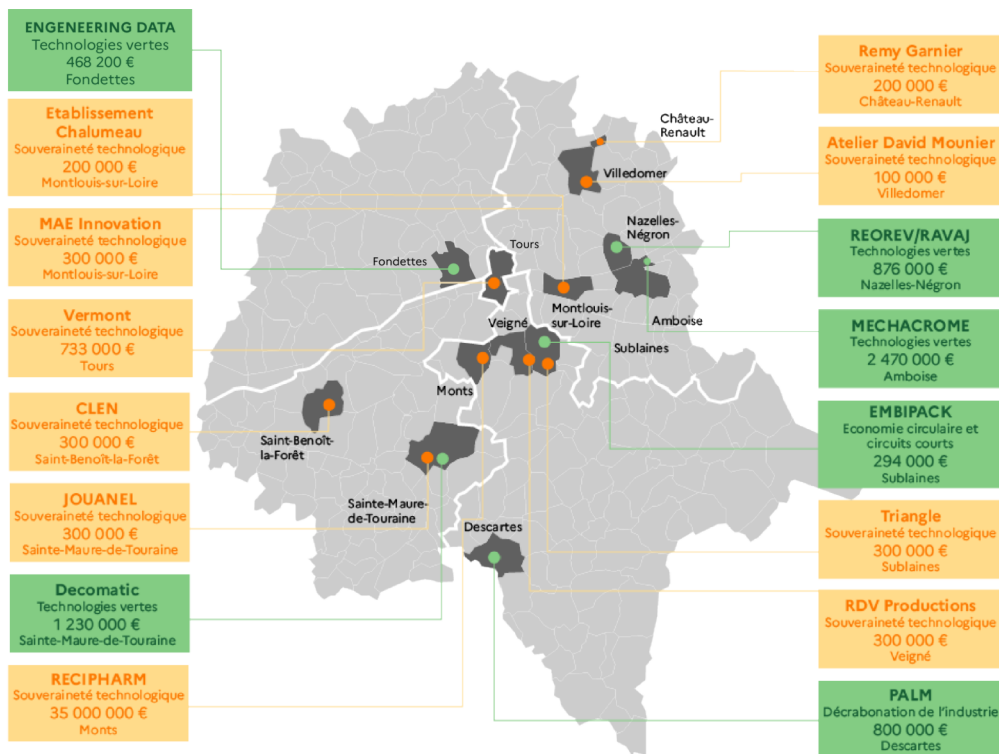 ENGENEERING DATA
Technologies vertes
468 200 €
Fondettes
Etablissement
Chalumeau
Souveraineté technologique
200 000 €
Montlouis-sur-Loire
MAE Innovation
Souveraineté technologique
300 000 €
Montlouis-sur-Loire
Vermont
Souveraineté technologique
733 000 €
Tours
CLEN
Souveraineté technologique
300 000 €
Saint-Benoît-la-Forêt
JOUANEL
Souveraineté technologique
300 000 €
Sainte-Maure-de-Touraine
Decomatic
Technologies vertes
1 230 000 €
Sainte-Maure-de-Touraine
RECIPHARM
Souveraineté technologique
35 000 000 €
Monts
Château-
Renault
Villedomer
Nazelles-
Négron
Tours
Fondettes
Montlouis-
sur-Loire
Amboise
Veigné
Sublaines
Monts
Saint-Benoît-
la-Forêt
Sainte-Maure-
de-Touraine
Descartes
Remy Garnier
Souveraineté technologique
200 000 €
Château-Renault
Atelier David Mounier
Souveraineté technologique
100 000 €
Villedomer
REOREV/RAVAJ
Technologies vertes
876 000 €
Nazelles-Négron
MECHACROME
Technologies vertes
2 470 000 €
Amboise
EMBIPACK
Economie circulaire et
circuits courts
294 000 €
Sublaines
Triangle
Souveraineté technologique
300 000 €
Sublaines
RDV Productions
Souveraineté technologique
300 000 €
Veigné
PALM
Décrabonation de l'industrie
800 000 €
Descartes